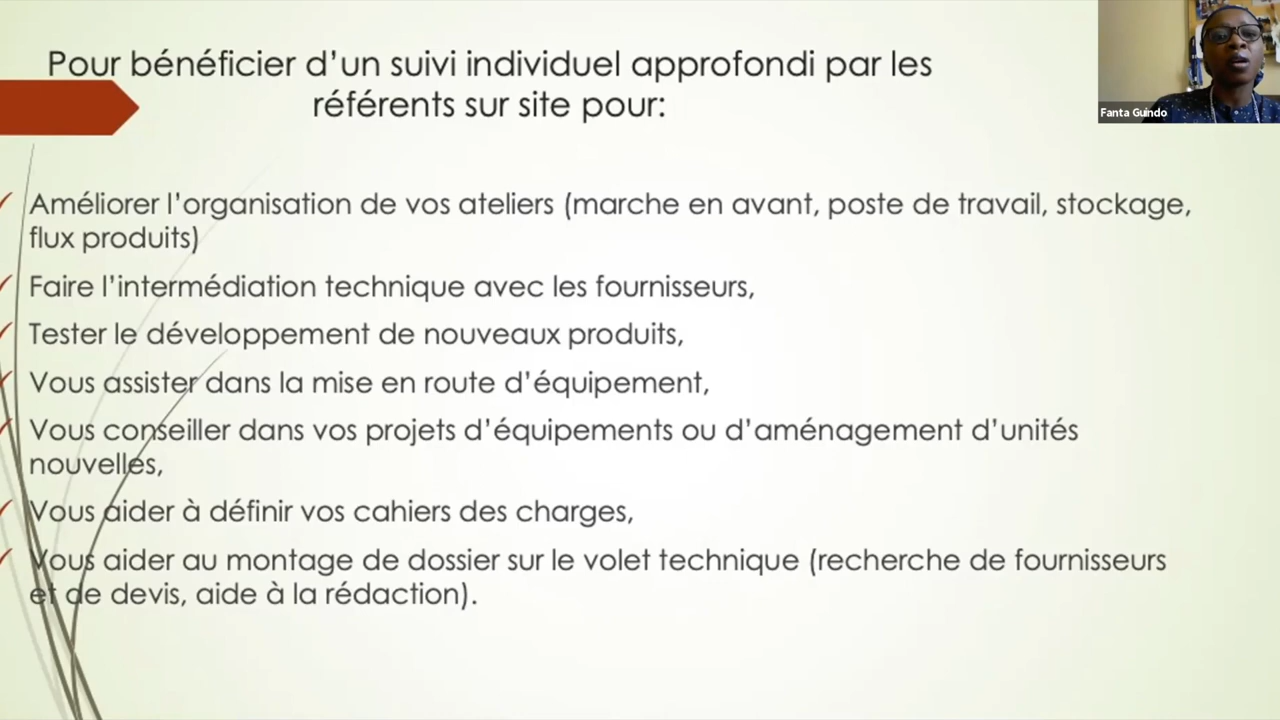 Pour bénéficier d’un suivi individuel approfondi par les
référents sur site pour:
Fanta Guindo
Améliorer l’organisation de vos ateliers (marche en avant, poste de travail, stockage,
flux produits)
Faire l’intermédiation technique avec les fournisseurs,
Tester le développement de nouveaux produits,
Vous assister dans la mise en route d’équipement,
Vous conseiller dans vos projets d’équipements ou d’aménagement d’unités
nouvelles,
Vous aider à définir vos cahiers des charges,
Vous aider au montage de dossier sur le volet technique (recherche de fournisseurs
et de devis, aide à la rédaction).